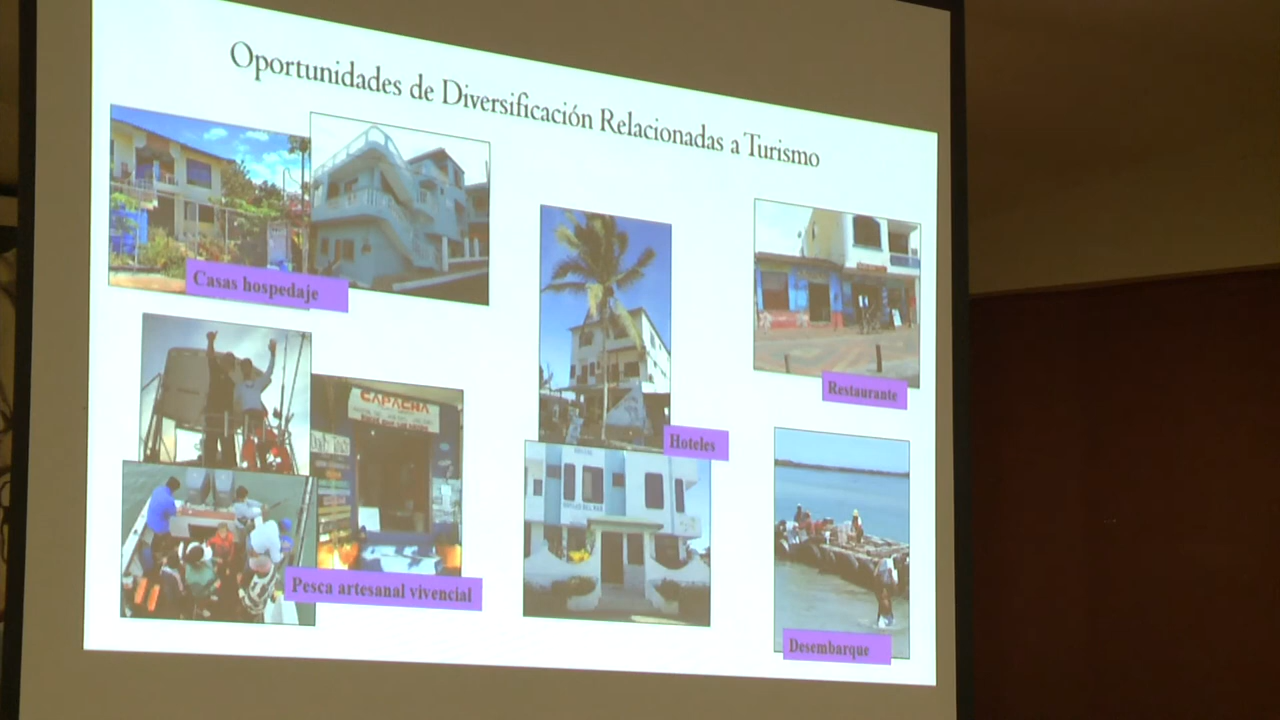 Oportunidades de Diversificación Relacionadas a Turismo
Casas hospedaje
CAPACHA
Hoteles
Restaurante
Pesca artesanal vivencial
Desembarque